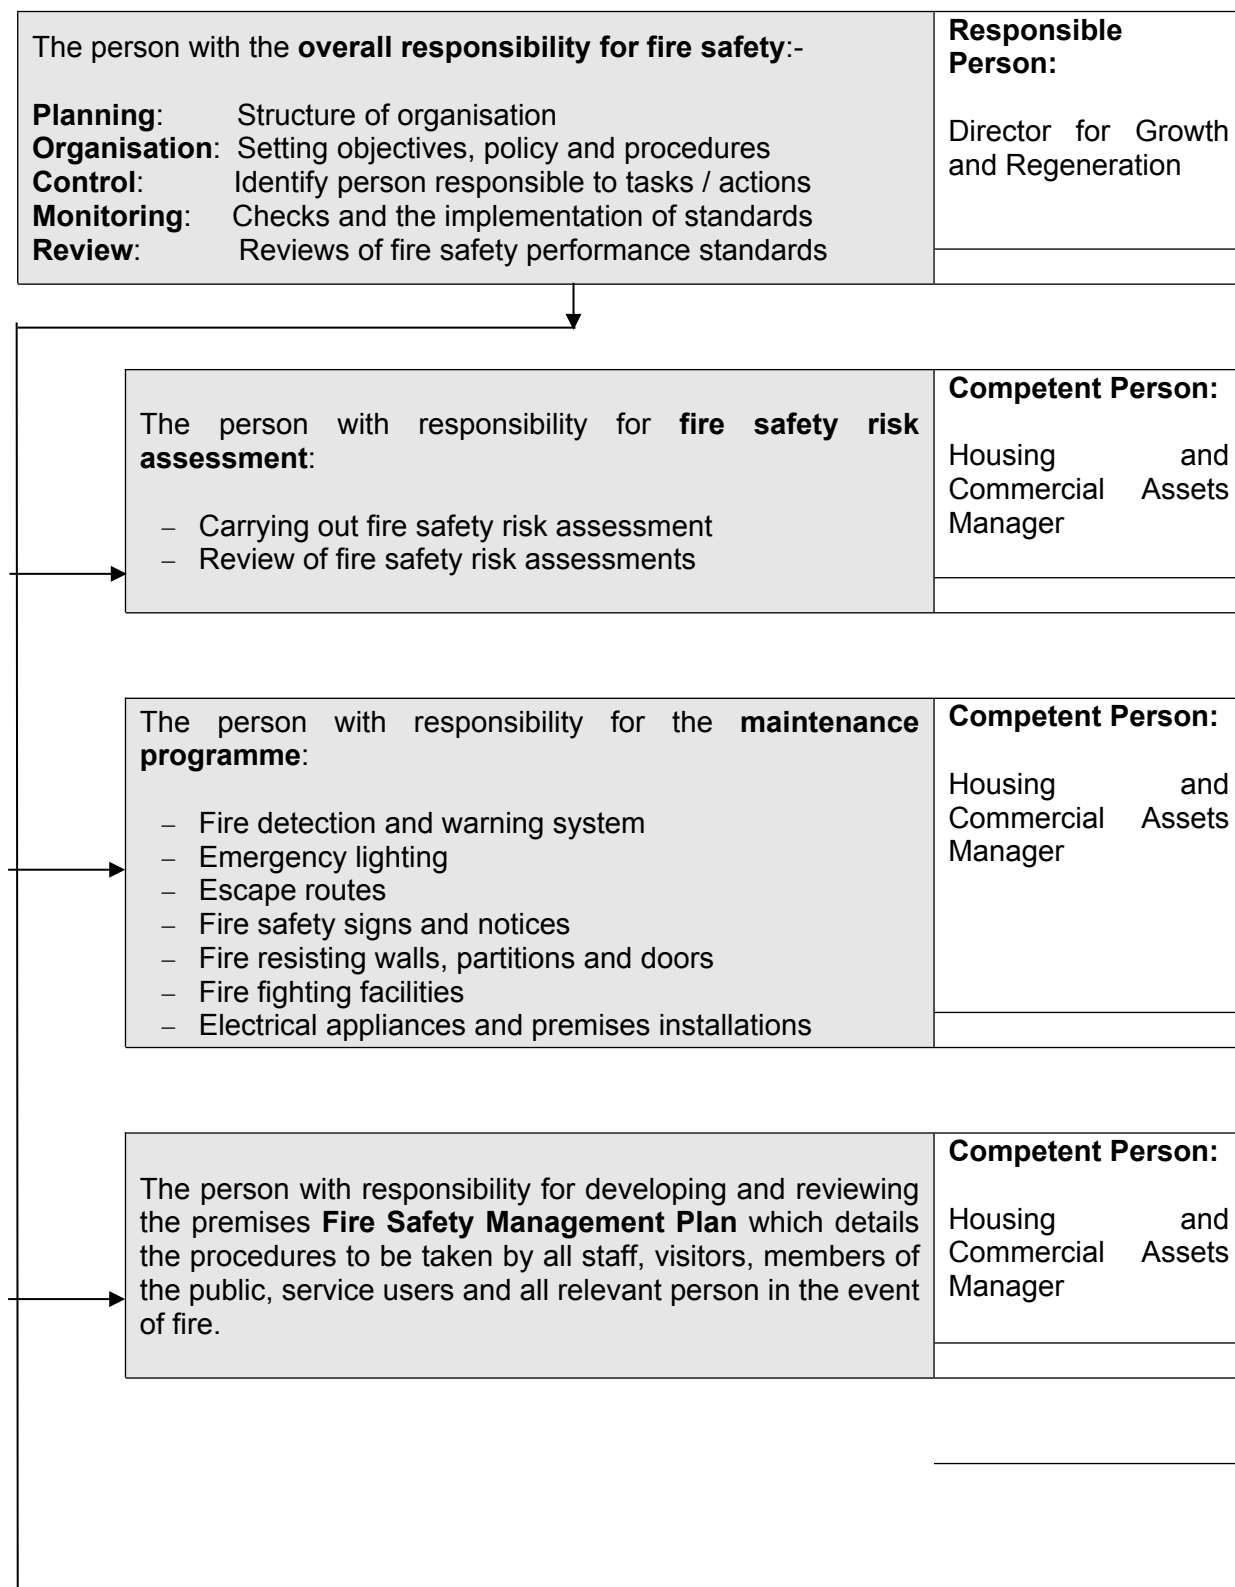 The person with the overall responsibility for fire safety:-
Planning: Structure of organisation
Organisation: Setting objectives, policy and procedures
Control: Identify person responsible to tasks / actions
Monitoring: Checks and the implementation of standards
Review: Reviews of fire safety performance standards
Responsible
Person:
Director for Growth
and Regeneration
The person with responsibility for fire safety risk
assessment:
– Carrying out fire safety risk assessment
– Review of fire safety risk assessments
Competent Person:
Housing and
Commercial Assets
Manager
The person with responsibility for the maintenance
programme:
– Fire detection and warning system
– Emergency lighting
– Escape routes
– Fire safety signs and notices
– Fire resisting walls, partitions and doors
– Fire fighting facilities
– Electrical appliances and premises installations
Competent Person:
Housing and
Commercial Assets
Manager
The person with responsibility for developing and reviewing
the premises Fire Safety Management Plan which details
the procedures to be taken by all staff, visitors, members of
the public, service users and all relevant person in the event
of fire.
Competent Person:
Housing and
Commercial Assets
Manager